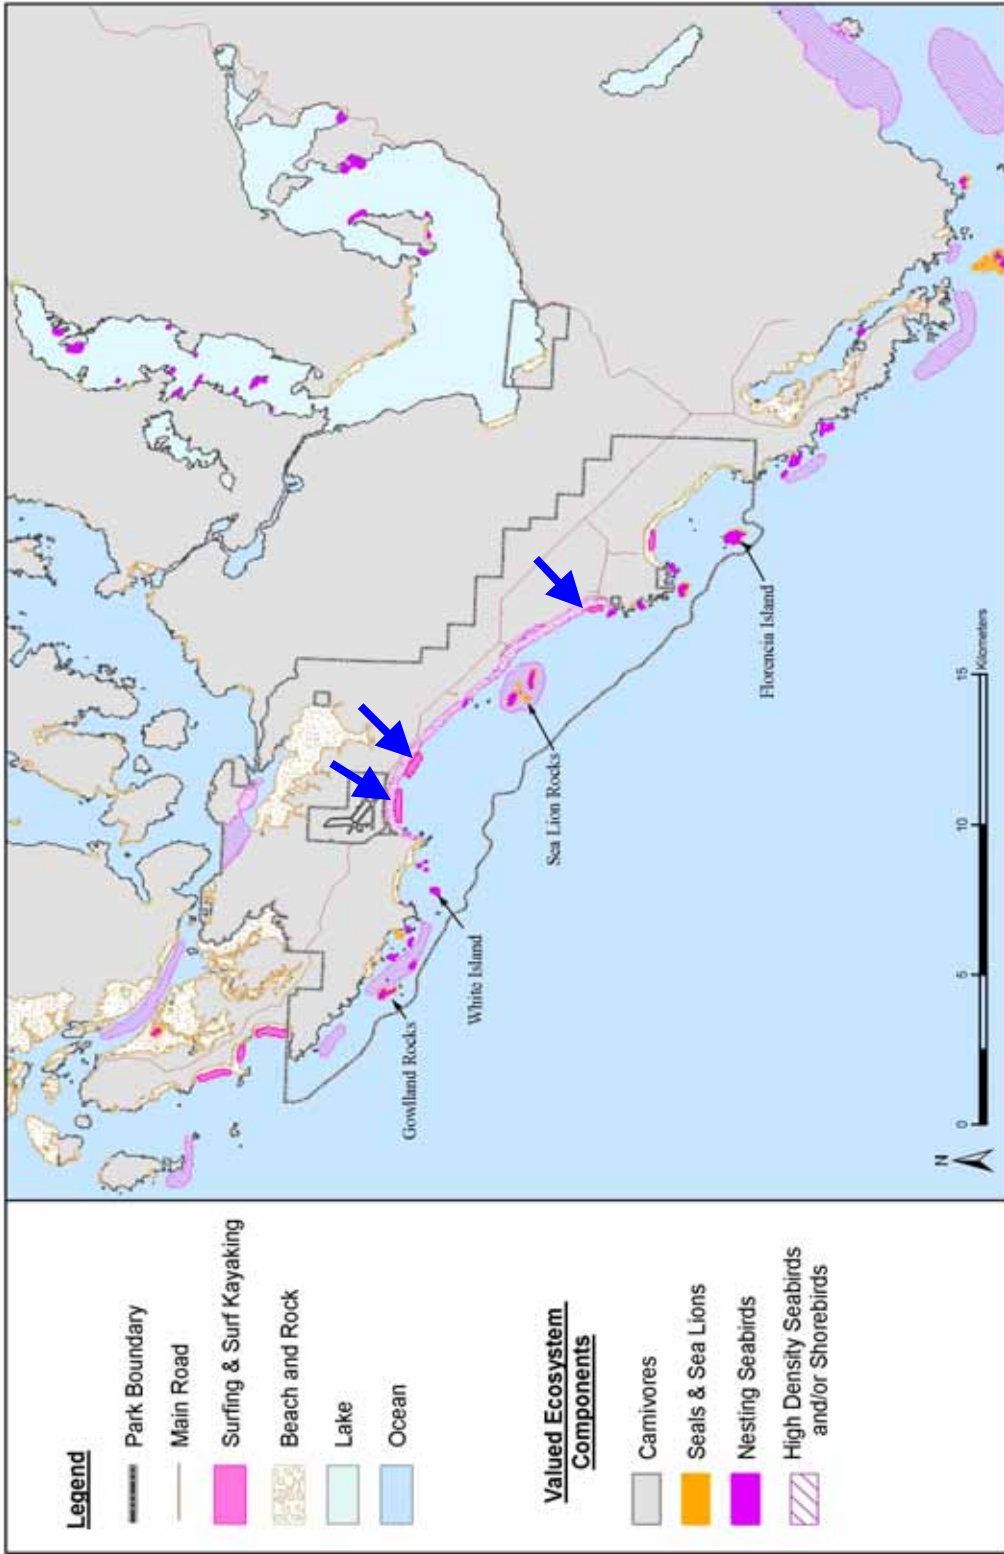 Legend
Park Boundary
Main Road
Surfing & Surf Kayaking
Beach and Rock
Lake
Ocean
Valued Ecosystem
Components
Carnivores
Seals & Sea Lions
Nesting Seabirds
High Density Seabirds
and/or Shorebirds
Gowlland Rocks
White Island
Sea Lion Rocks
Florencia Island
N
0
5
10
15
Kilometers